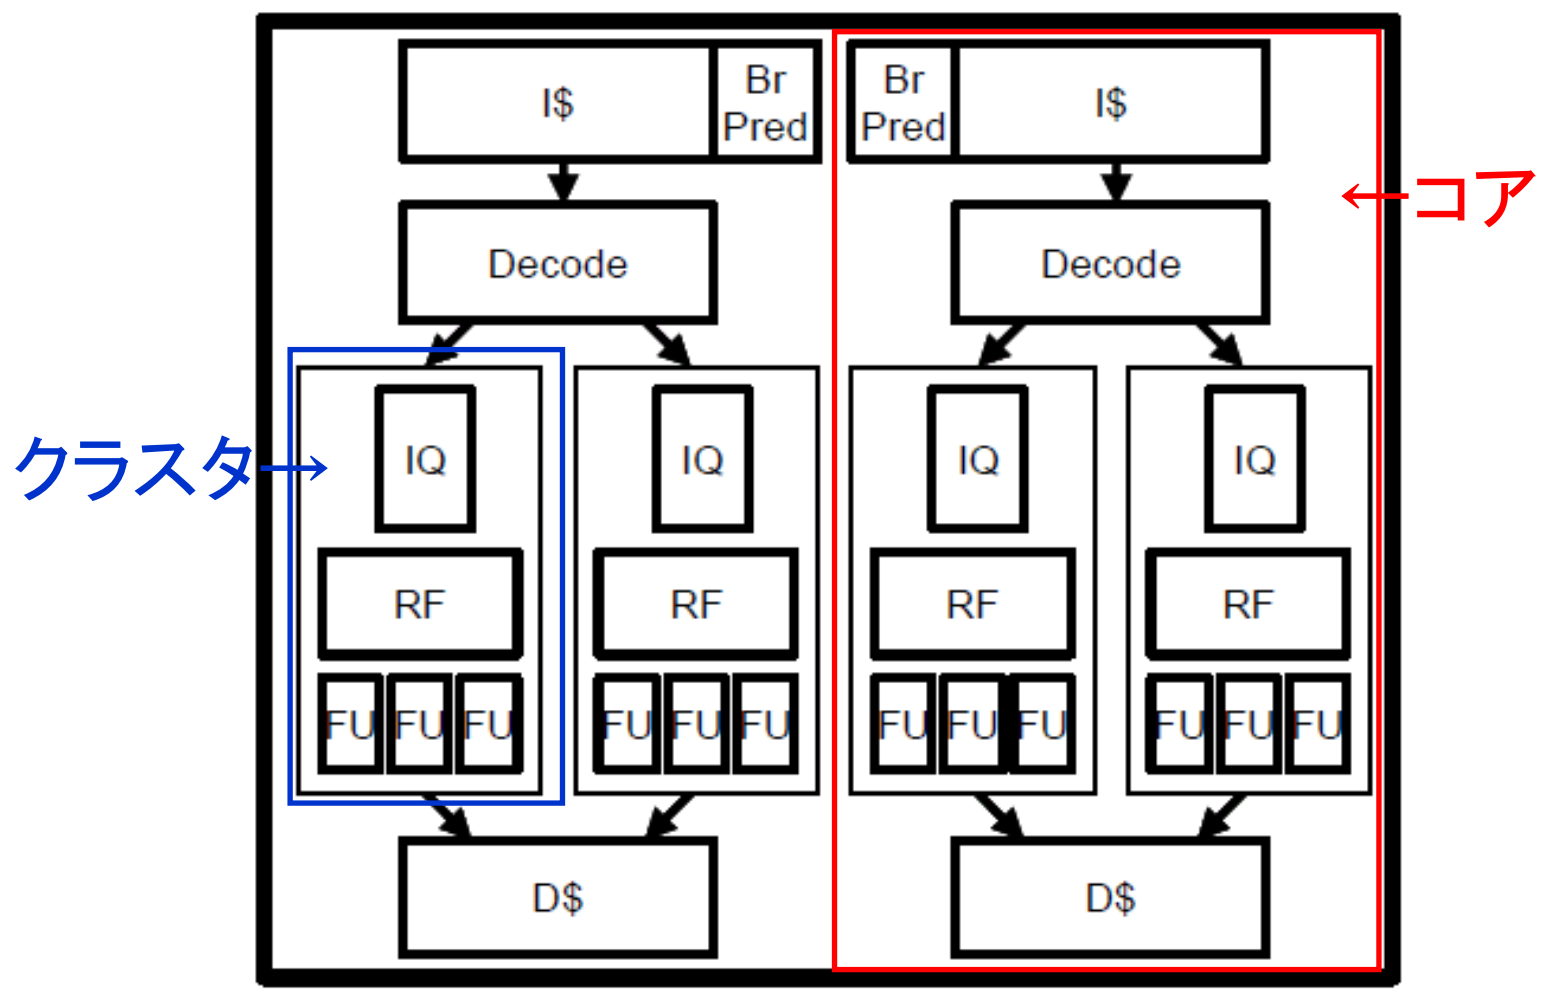 I$
Br
Pred
Br
Pred
I$
←コア
Decode
Decode
クラスタ→
IQ
IQ
IQ
IQ
RF
RF
RF
RF
FU FU FU
FU FU FU
FU FU FU
FU FU FU
D$
D$